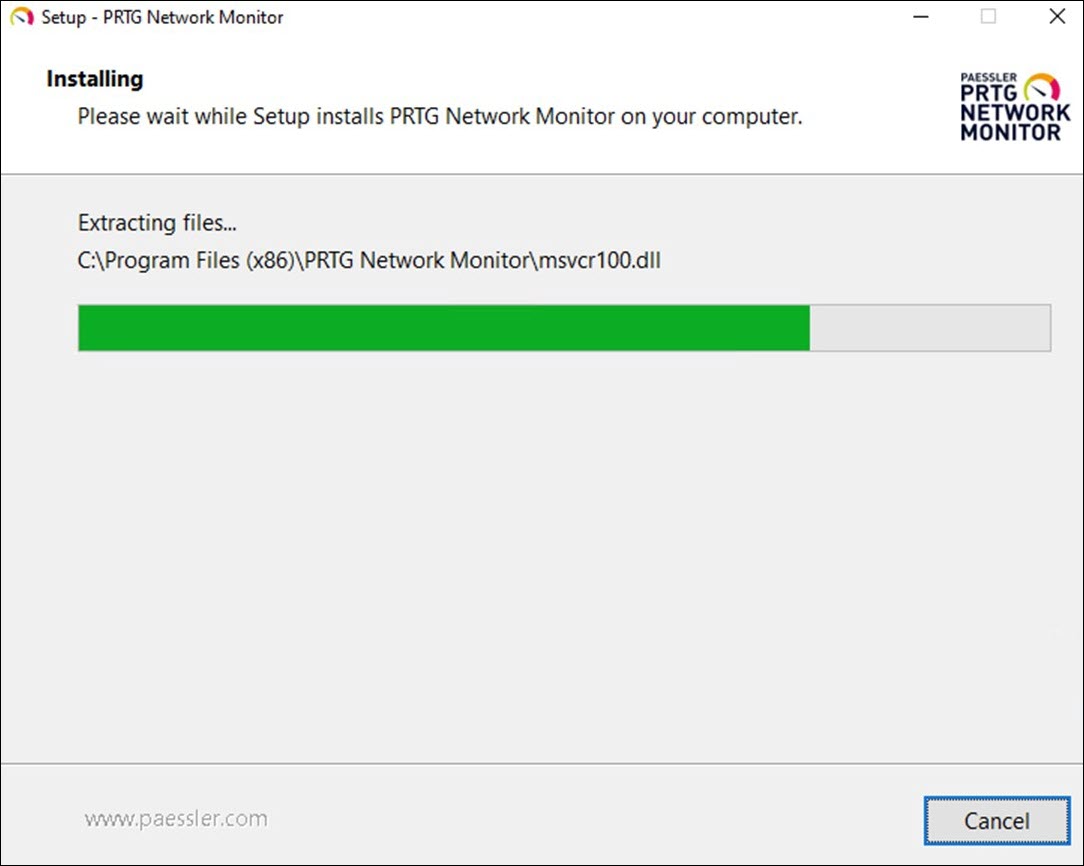 Setup - PRTG Network Monitor
Installing
Please wait while Setup installs PRTG Network Monitor on your computer.
PAESSLER
PRTG
NETWORK
MONITOR
Extracting files...
C:\Program Files (x86)\PRTG Network Monitor\msvcr100.dll
www.paessler.com
Cancel